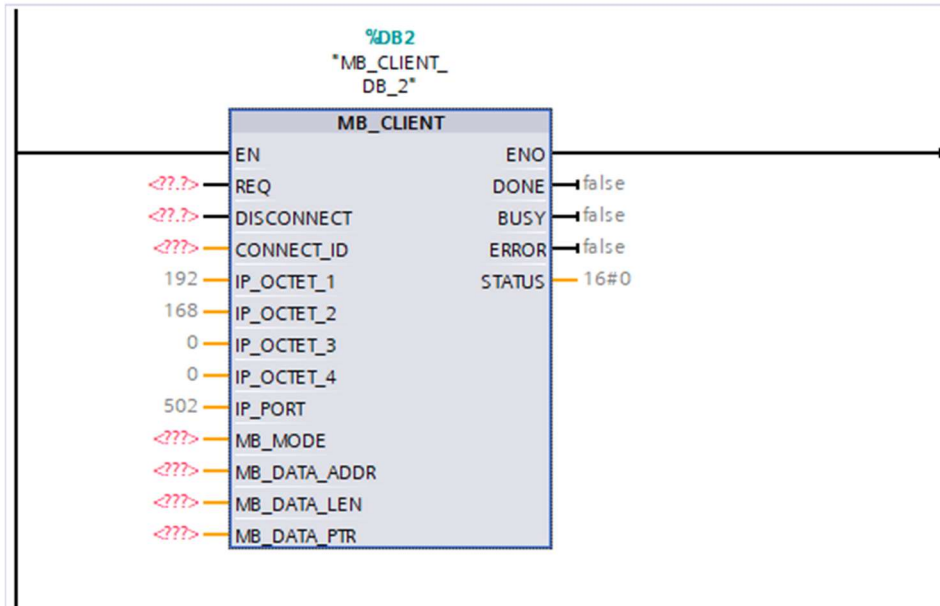 %DB2
"MB_CLIENT_
DB_2"
MB_CLIENT
EN ENO
<??.?> REQ DONE false
<??.?> DISCONNECT BUSY false
<???> CONNECT_ID ERROR false
192 IP_OCTET_1 STATUS 16#0
168 IP_OCTET_2
0 IP_OCTET_3
0 IP_OCTET_4
502 IP_PORT
<???> MB_MODE
<???> MB_DATA_ADDR
<???> MB_DATA_LEN
<???> MB_DATA_PTR